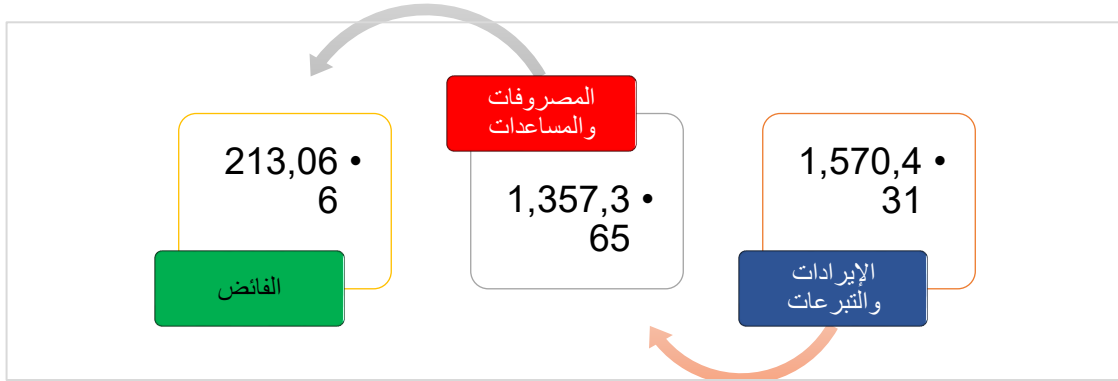 • 1,570,4
31
الإيرادات
والتبرعات
المصروفات
والمساعدات
• 1,357,3
65
• 213,06
6
الفائض